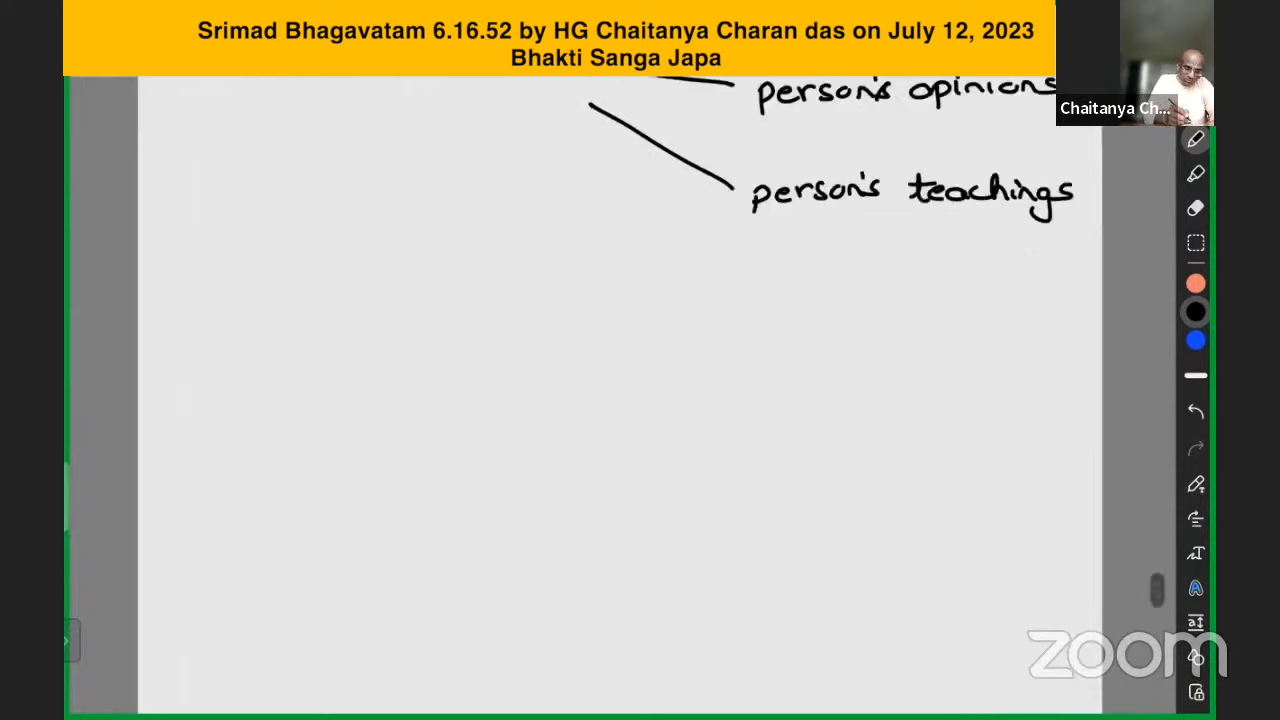 Srimad Bhagavatam 6.16.52 by HG Chaitanya Charan das on July 12, 2023
Bhakti Sanga Japa
Chaitanya Ch...
person's opinions
person's teachings
zoom